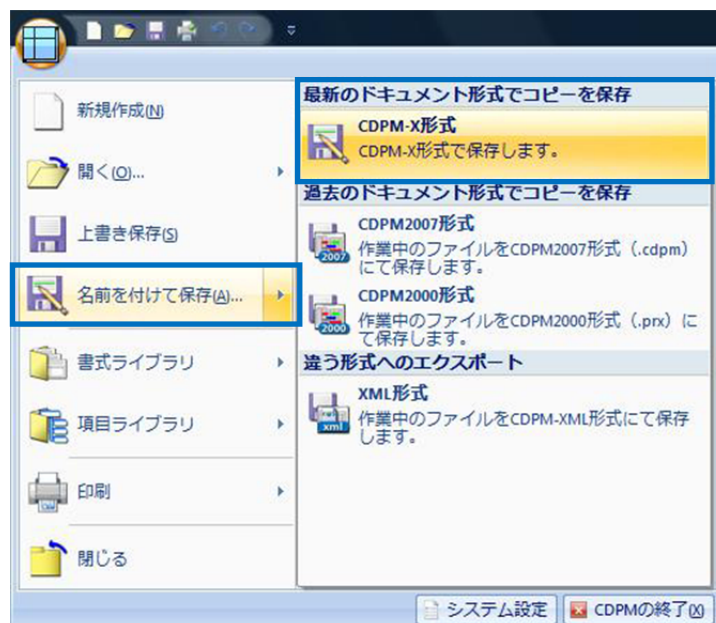 新規作成(N)
開く(O)...
上書き保存(S)
名前を付けて保存(A)...
書式ライブラリ
項目ライブラリ
印刷
閉じる
最新のドキュメント形式でコピーを保存
CDPM-X形式
CDPM-X形式で保存します。
過去のドキュメント形式でコピーを保存
CDPM2007形式
2007
作業中のファイルをCDPM2007形式（.cdpm）
にて保存します。
CDPM2000形式
2000
作業中のファイルをCDPM2000形式（.prx）に
て保存します。
違う形式へのエクスポート
XML形式
xml
作業中のファイルをCDPM-XML形式にて保存
します。
システム設定
CDPMの終了(X)